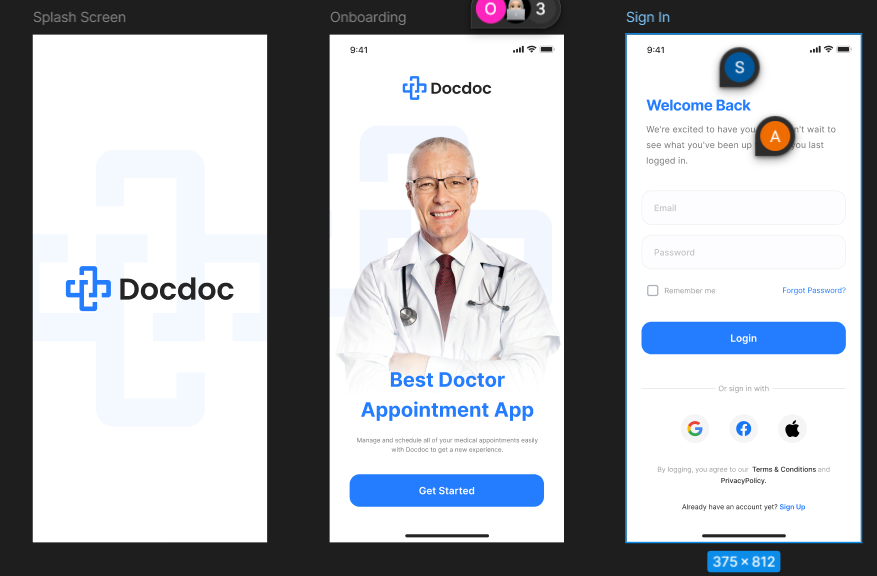 Splash Screen
Docdoc
Onboarding
O
3
9:41
Docdoc
Best Doctor
Appointment App
Manage and schedule all of your medical appointments easily
with Docdoc to get a new experience.
Get Started
Sign In
9:41
S
Welcome Back
A
We're excited to have you n't wait to
see what you've been up you last
logged in.
Email
Password
Remember me
Forgot Password?
Login
Or sign in with
By logging, you agree to our Terms & Conditions and
PrivacyPolicy.
Already have an account yet? Sign Up
375 × 812